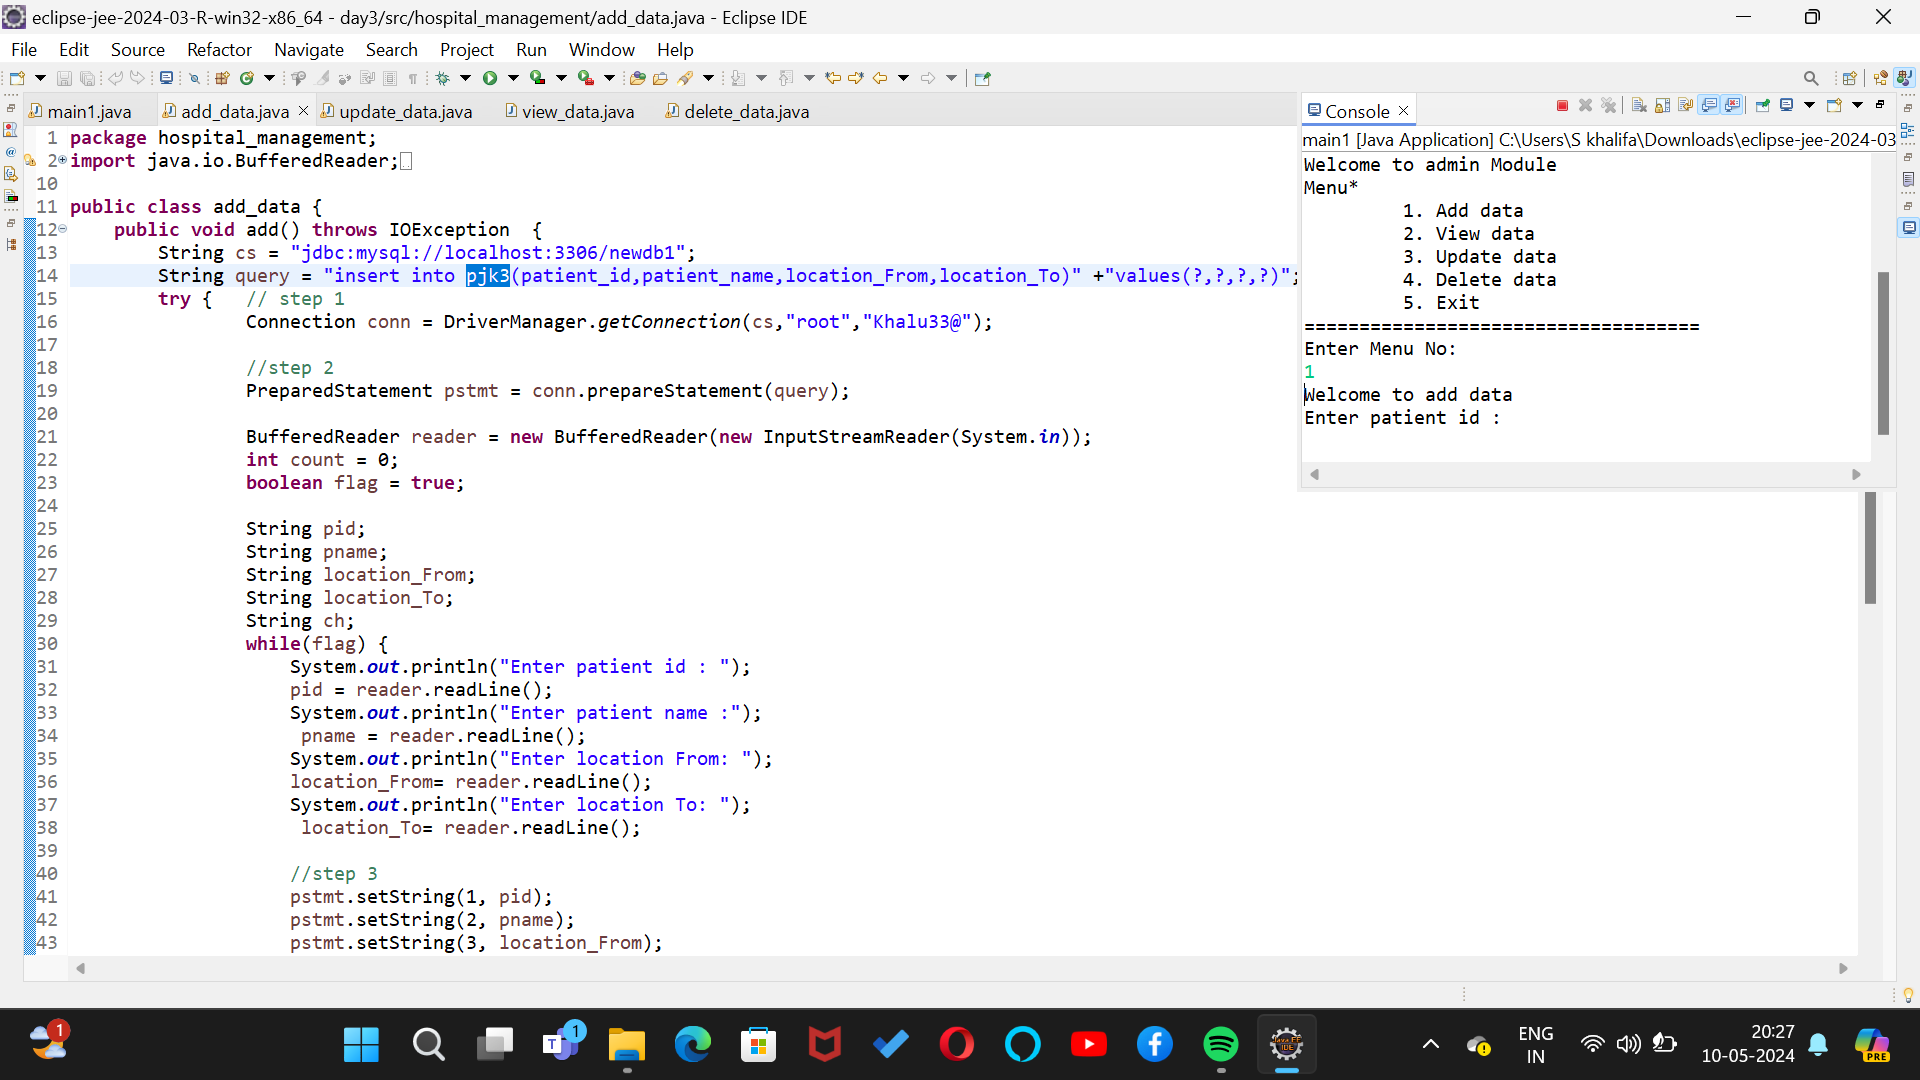 eclipse-jee-2024-03-R-win32-x86_64 - day3/src/hospital_management/add_data.java - Eclipse IDE
File Edit Source Refactor Navigate Search Project Run Window Help
main1.java add_data.java update_data.java view_data.java delete_data.java
1 package hospital_management;
2 import java.io.BufferedReader;
10
11 public class add_data {
12 public void add() throws IOException {
13 String cs = "jdbc:mysql://localhost:3306/newdb1";
14 String query = "insert into pjk3(patient_id,patient_name,location_From,location_To)" +"values(?,?,?,?)";
15 try { // step 1
16 Connection conn = DriverManager.getConnection(cs,"root","Khalu33@");
17
18 //step 2
19 PreparedStatement pstmt = conn.prepareStatement(query);
20
21 BufferedReader reader = new BufferedReader(new InputStreamReader(System.in));
22 int count = 0;
23 boolean flag = true;
24
25 String pid;
26 String pname;
27 String location_From;
28 String location_To;
29 String ch;
30 while(flag) {
31 System.out.println("Enter patient id : ");
32 pid = reader.readLine();
33 System.out.println("Enter patient name :");
34 pname = reader.readLine();
35 System.out.println("Enter location From: ");
36 location_From= reader.readLine();
37 System.out.println("Enter location To: ");
38 location_To= reader.readLine();
39
40 //step 3
41 pstmt.setString(1, pid);
42 pstmt.setString(2, pname);
43 pstmt.setString(3, location_From);
Console
main1 [Java Application] C:\Users\S khalifa\Downloads\eclipse-jee-2024-03
Welcome to admin Module
Menu*
1. Add data
2. View data
3. Update data
4. Delete data
5. Exit
====================================
Enter Menu No:
1
Welcome to add data
Enter patient id :
1
1
ENG
IN
20:27
10-05-2024
PRE